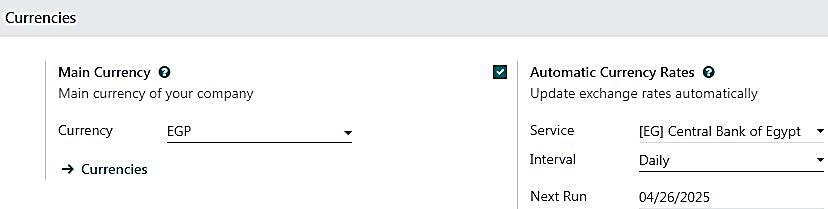 Currencies
Main Currency ?
Main currency of your company
Currency EGP
→ Currencies
Automatic Currency Rates ?
Update exchange rates automatically
Service [EG] Central Bank of Egypt
Interval Daily
Next Run 04/26/2025